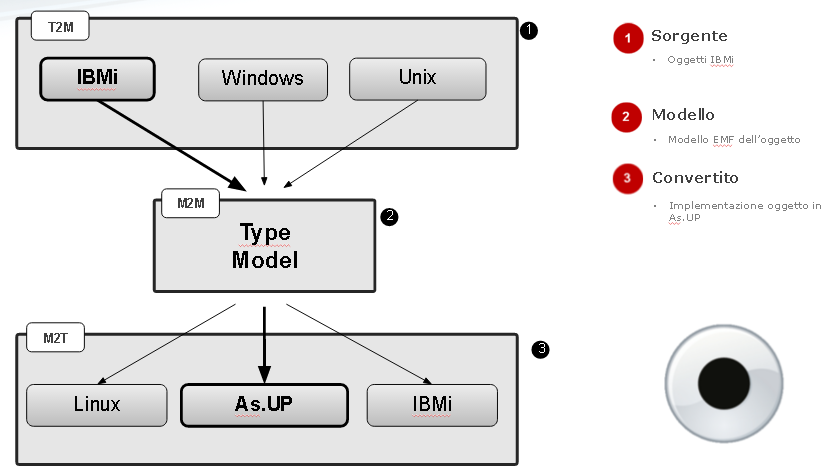 T2M
1
IBMi
Windows
Unix
M2M
2
Type
Model
M2T
3
Linux
As.UP
IBMi
1
Sorgente
• Oggetti IBMi
2
Modello
• Modello EMF dell’oggetto
3
Convertito
• Implementazione oggetto in
As.UP